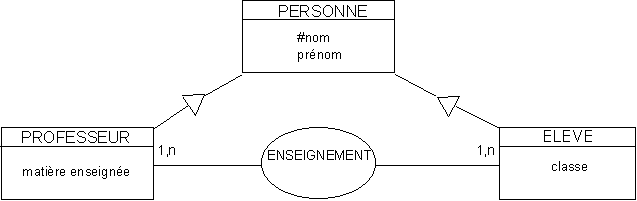 PERSONNE
#nom
prénom
PROFESSEUR
matière enseignée
1,n
ENSEIGNEMENT
1,n
ELEVE
classe